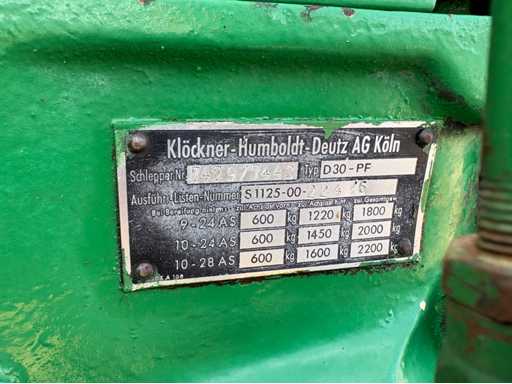 Klöckner-Humboldt-Deutz AG Köln
Schlepper Nr. Typ D30-PF
Ausführ.Listen-Nummer S1125-00-
9-24 AS 600 kg 1220 kg 1800 kg
10-24 AS 600 kg 1450 kg 2000 kg
10-28 AS 600 kg 1600 kg 2200 kg